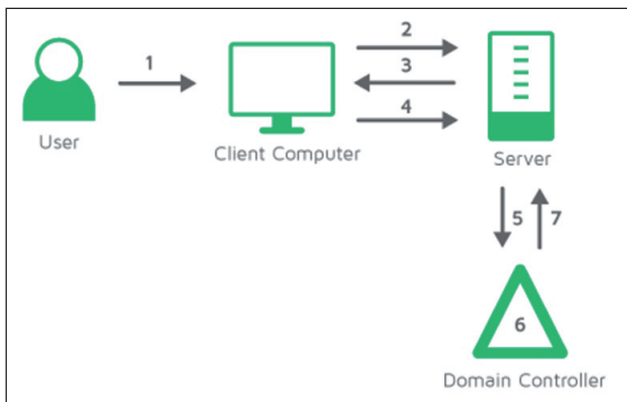 1
2
3
4
User
Client Computer
Server
5 7
6
Domain Controller